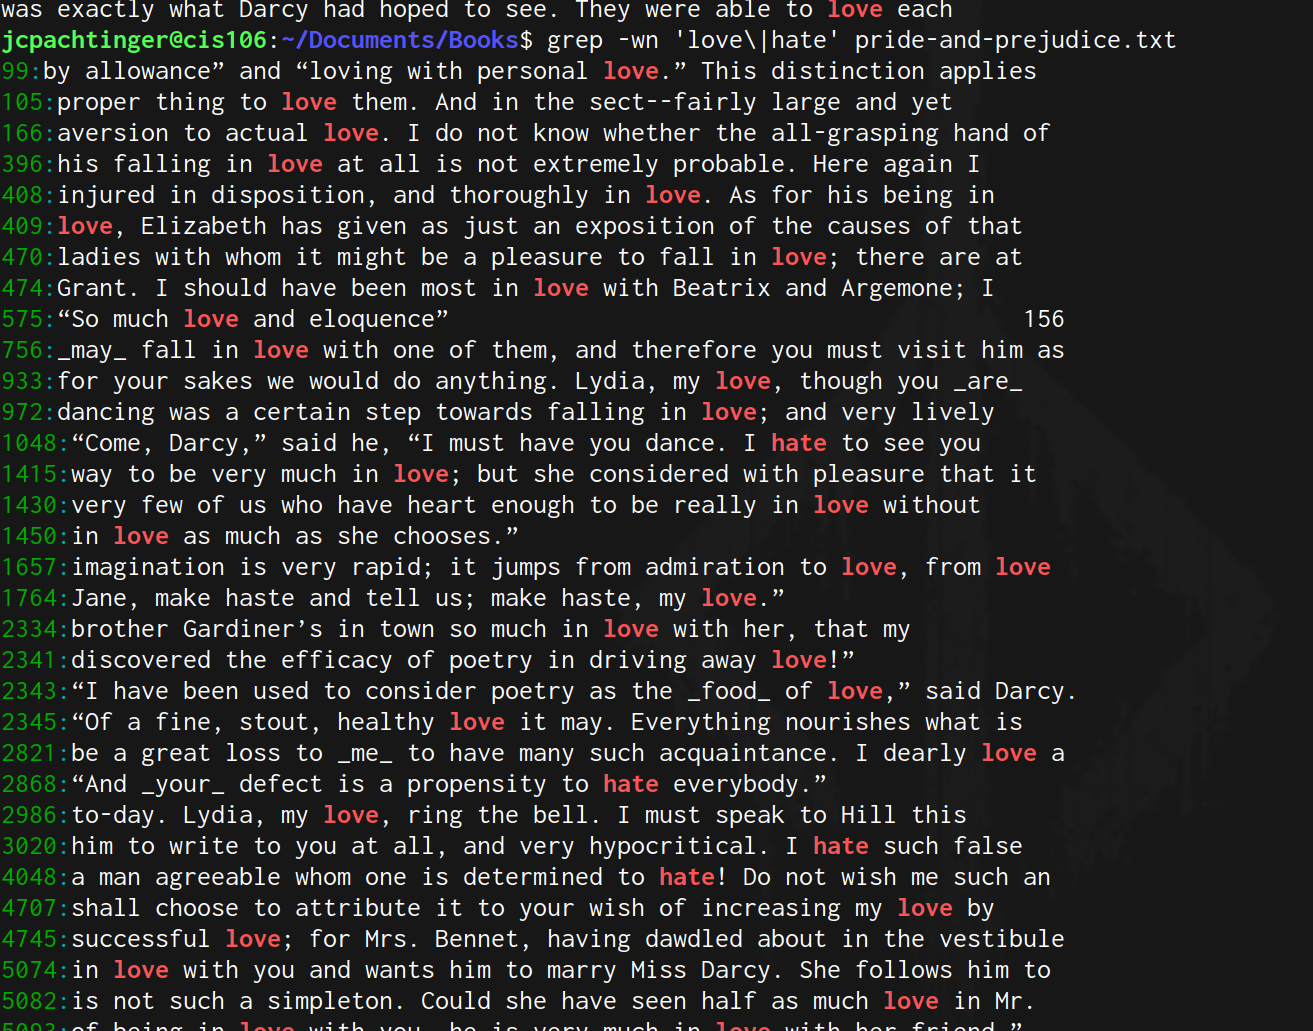 was exactly what Darcy had hoped to see. They were able to love each
jcpachtinger@cis106:~/Documents/Books$ grep -wn 'love\|hate' pride-and-prejudice.txt
99:by allowance” and “loving with personal love.” This distinction applies
105:proper thing to love them. And in the sect--fairly large and yet
166:aversion to actual love. I do not know whether the all-grasping hand of
396:his falling in love at all is not extremely probable. Here again I
408:injured in disposition, and thoroughly in love. As for his being in
409:love, Elizabeth has given as just an exposition of the causes of that
470:ladies with whom it might be a pleasure to fall in love; there are at
474:Grant. I should have been most in love with Beatrix and Argemone; I
575:“So much love and eloquence”                                         156
756:_may_ fall in love with one of them, and therefore you must visit him as
933:for your sakes we would do anything. Lydia, my love, though you _are_
972:dancing was a certain step towards falling in love; and very lively
1048:“Come, Darcy,” said he, “I must have you dance. I hate to see you
1415:way to be very much in love; but she considered with pleasure that it
1430:very few of us who have heart enough to be really in love without
1450:in love as much as she chooses.”
1657:imagination is very rapid; it jumps from admiration to love, from love
1764:Jane, make haste and tell us; make haste, my love.”
2334:brother Gardiner’s in town so much in love with her, that my
2341:discovered the efficacy of poetry in driving away love!”
2343:“I have been used to consider poetry as the _food_ of love,” said Darcy.
2345:“Of a fine, stout, healthy love it may. Everything nourishes what is
2821:be a great loss to _me_ to have many such acquaintance. I dearly love a
2868:“And _your_ defect is a propensity to hate everybody.”
2986:to-day. Lydia, my love, ring the bell. I must speak to Hill this
3020:him to write to you at all, and very hypocritical. I hate such false
4048:a man agreeable whom one is determined to hate! Do not wish me such an
4707:shall choose to attribute it to your wish of increasing my love by
4745:successful love; for Mrs. Bennet, having dawdled about in the vestibule
5074:in love with you and wants him to marry Miss Darcy. She follows him to
5082:is not such a simpleton. Could she have seen half as much love in Mr.
5093:of being in love with you, he is very much in love with her friend.”